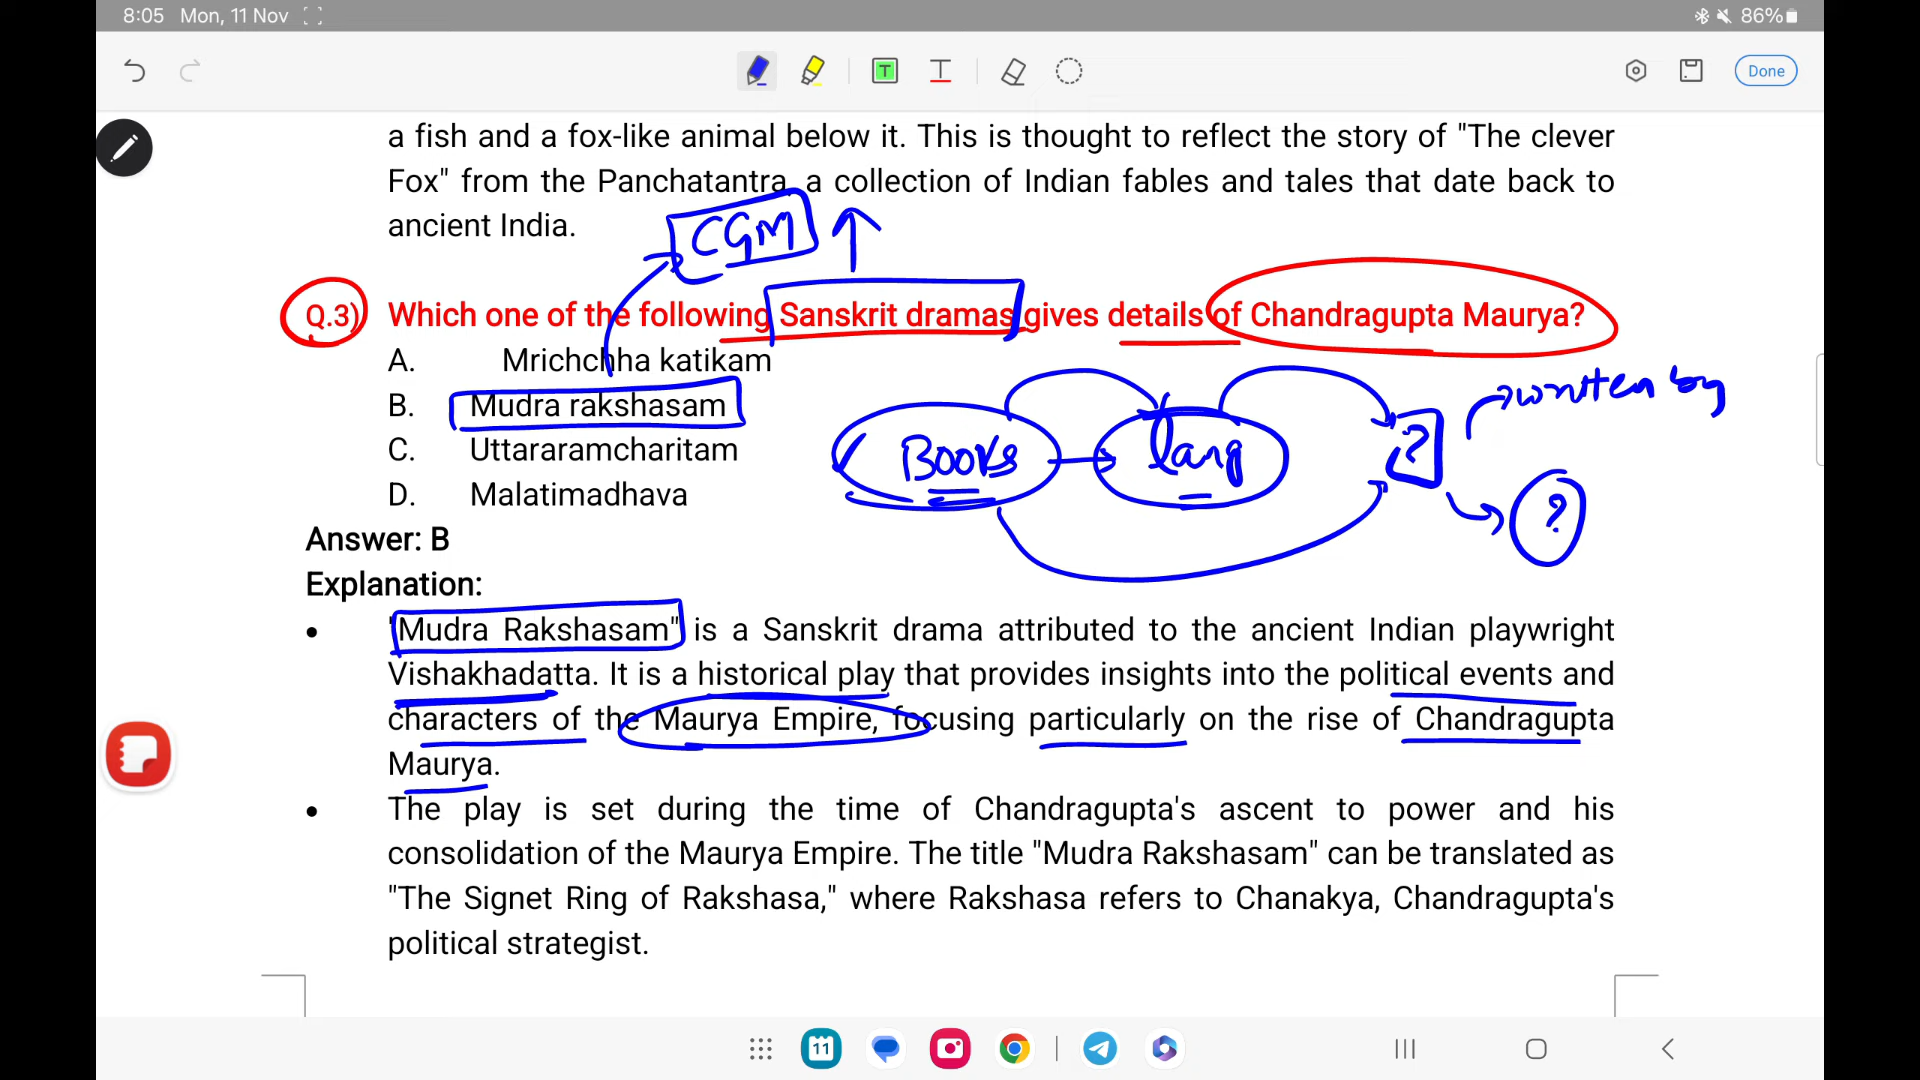 8:05 Mon, 11 Nov
86%
T
Done
a fish and a fox-like animal below it. This is thought to reflect the story of "The clever
Fox" from the Panchatantra, a collection of Indian fables and tales that date back to
ancient India.
CGM
Q.3) Which one of the following Sanskrit dramas gives details of Chandragupta Maurya?
A. Mrichchha katikam
B. Mudra rakshasam
C. Uttararamcharitam
D. Malatimadhava
written by
Books
lang
?
?
Answer: B
Explanation:
• "Mudra Rakshasam" is a Sanskrit drama attributed to the ancient Indian playwright
Vishakhadatta. It is a historical play that provides insights into the political events and
characters of the Maurya Empire, focusing particularly on the rise of Chandragupta
Maurya.
• The play is set during the time of Chandragupta's ascent to power and his
consolidation of the Maurya Empire. The title "Mudra Rakshasam" can be translated as
"The Signet Ring of Rakshasa," where Rakshasa refers to Chanakya, Chandragupta's
political strategist.
11